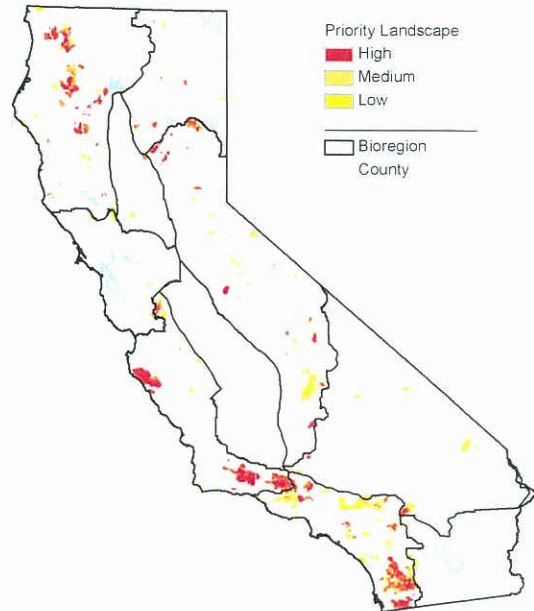 Priority Landscape
High
Medium
Low
Bioregion
County